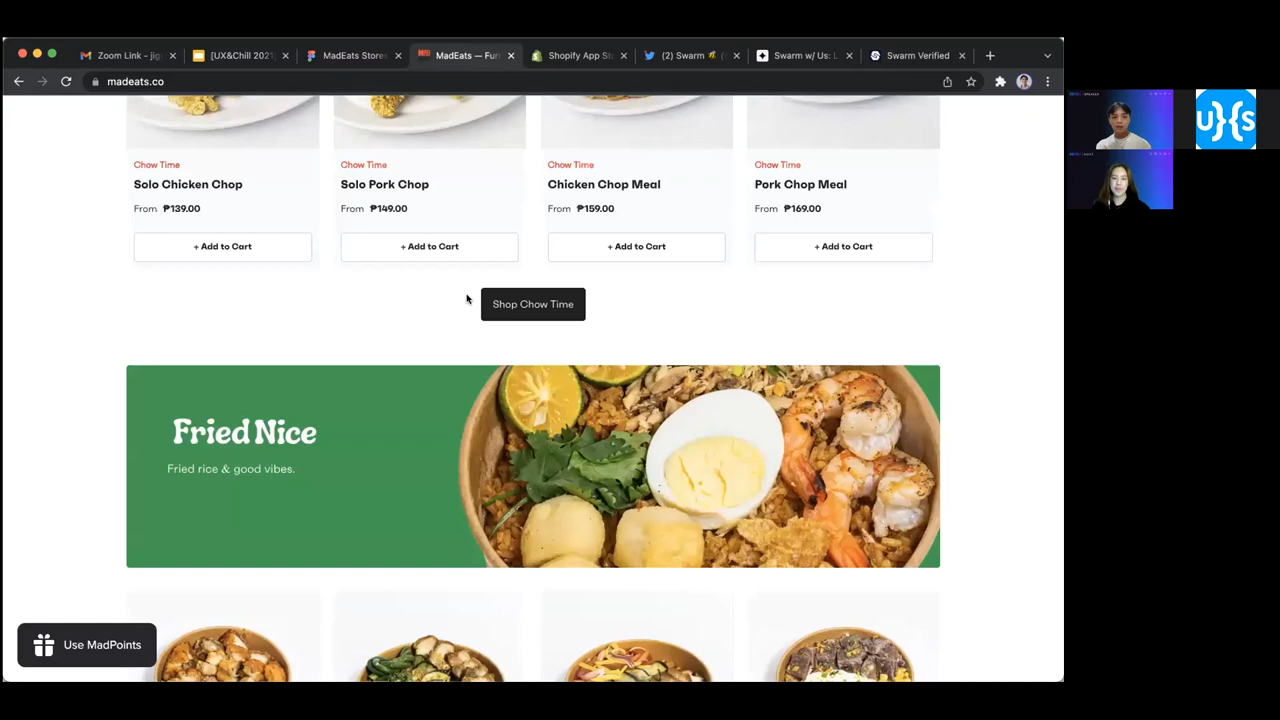 Zoom Link - jig
[UX&Chill 2021]
MadEats Stores
MadEats — Fun
Shopify App St
(2) Swarm
Swarm w/ Us: L
Swarm Verified
madeats.co
Chow Time
Solo Chicken Chop
From ₱139.00
+ Add to Cart
Chow Time
Solo Pork Chop
From ₱149.00
+ Add to Cart
Chow Time
Chicken Chop Meal
From ₱159.00
+ Add to Cart
Chow Time
Pork Chop Meal
From ₱169.00
+ Add to Cart
Shop Chow Time
Fried Nice
Fried rice & good vibes.
Use MadPoints
U}{S